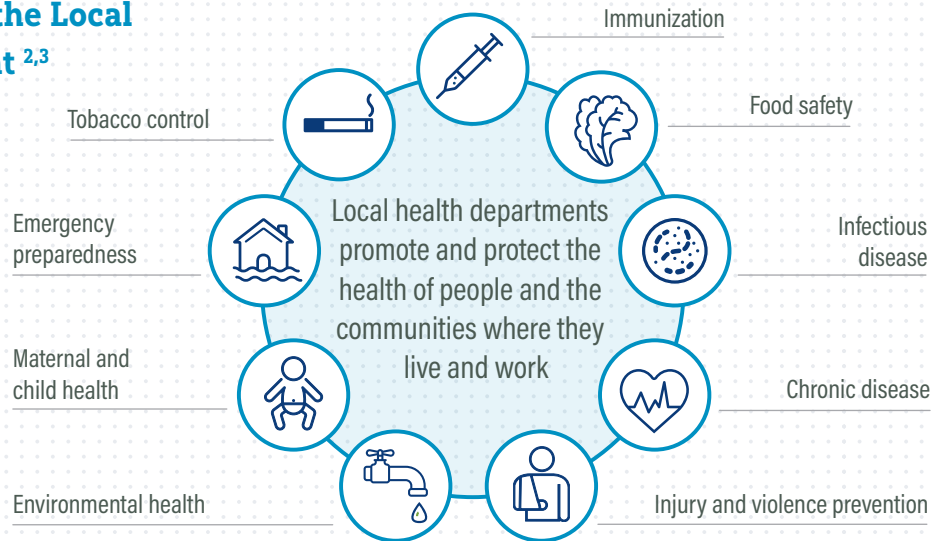 the Local
2,3
Immunization
Tobacco control
Food safety
Emergency
preparedness
Local health departments
promote and protect the
health of people and the
communities where they
live and work
Infectious
disease
Maternal and
child health
Chronic disease
Environmental health
Injury and violence prevention